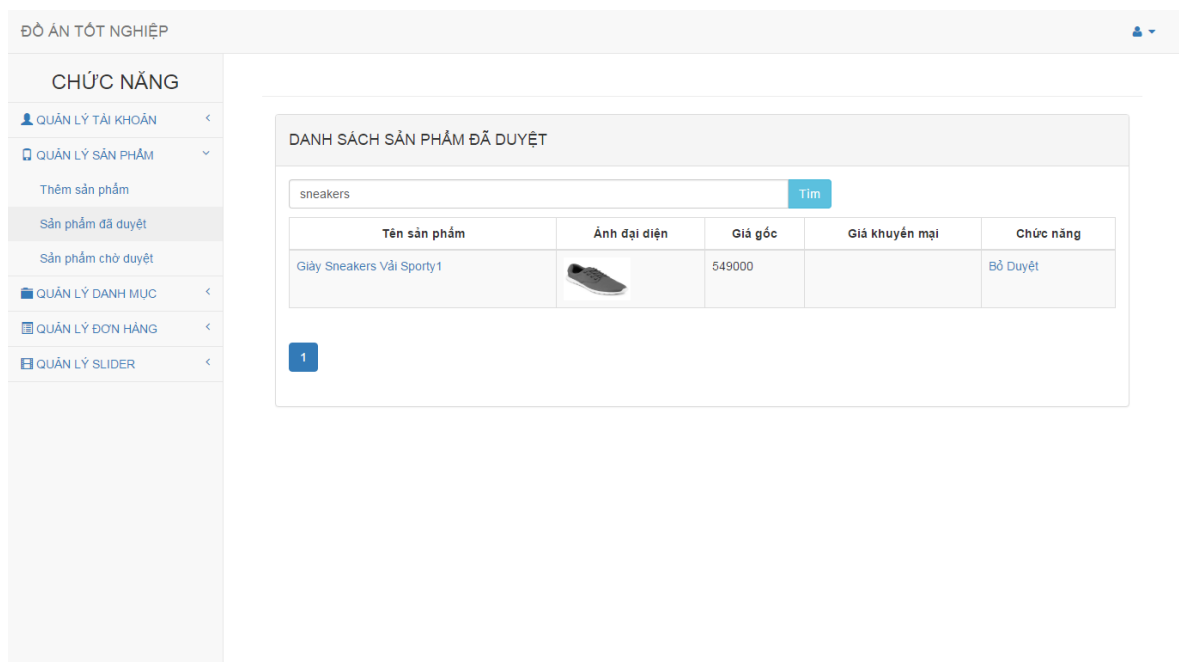 ĐỒ ÁN TỐT NGHIỆP
CHỨC NĂNG
QUẢN LÝ TÀI KHOẢN
QUẢN LÝ SẢN PHẨM
Thêm sản phẩm
Sản phẩm đã duyệt
Sản phẩm chờ duyệt
QUẢN LÝ DANH MỤC
QUẢN LÝ ĐƠN HÀNG
QUẢN LÝ SLIDER
DANH SÁCH SẢN PHẨM ĐÃ DUYỆT
sneakers Tìm
Tên sản phẩm Ảnh đại diện Giá gốc Giá khuyến mại Chức năng
Giày Sneakers Vải Sporty1 549000 Bỏ Duyệt
1